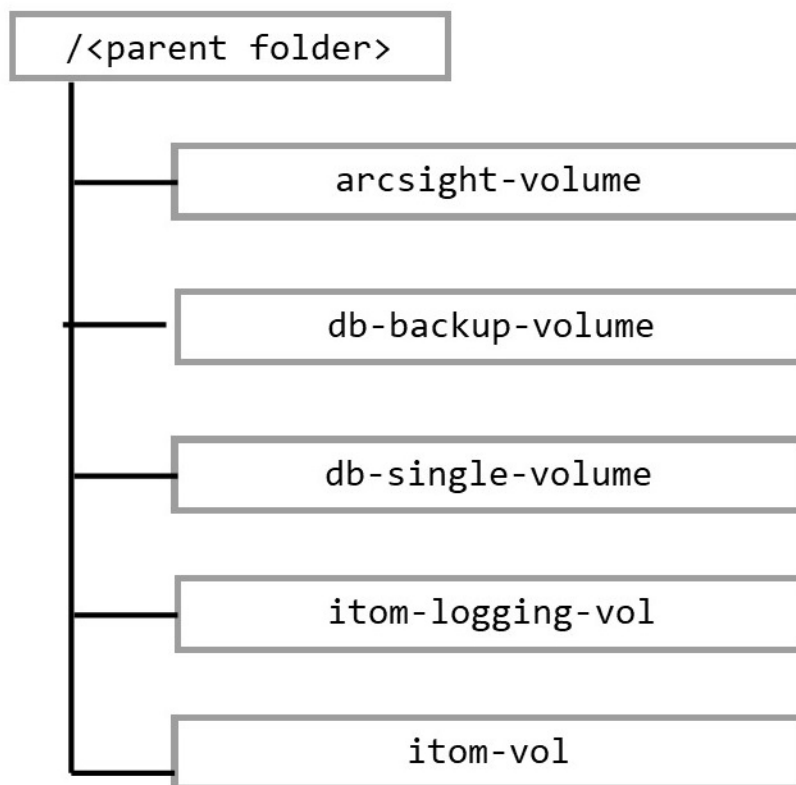 /<parent folder>
arcsight-volume
db-backup-volume
db-single-volume
itom-logging-vol
itom-vol